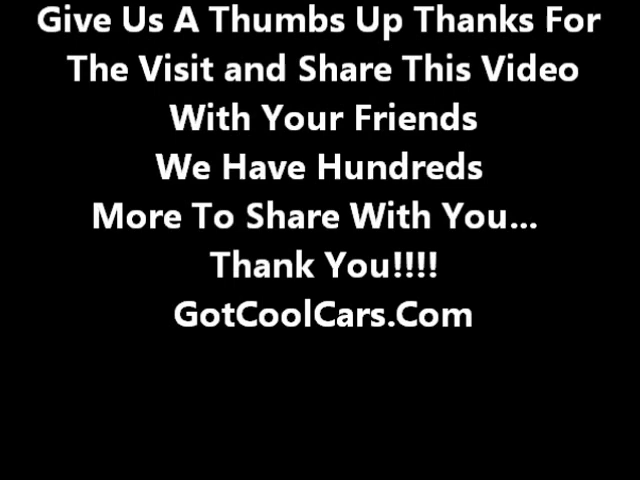 Give Us A Thumbs Up Thanks For
The Visit and Share This Video
With Your Friends
We Have Hundreds
More To Share With You...
Thank You!!!!
GotCoolCars.Com